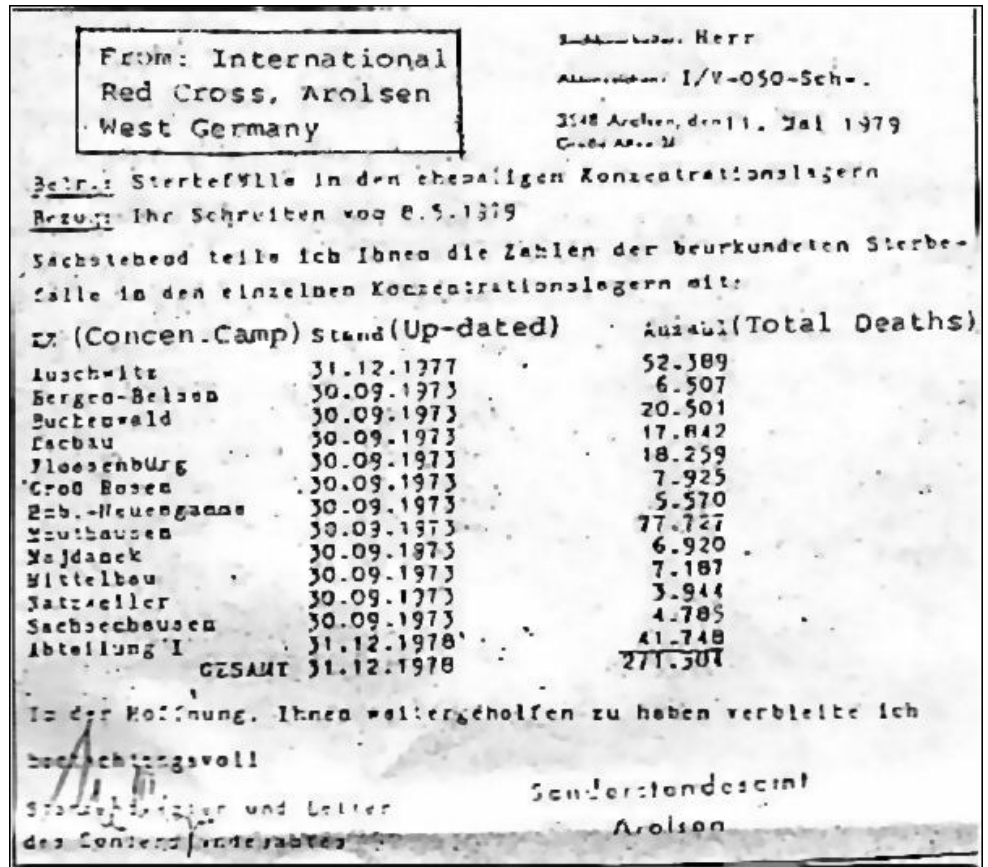 From: International
Red Cross, Arolsen
West Germany
Herr
I/V-050-Sch-.
3548 Arolsen, den 11. Mai 1979
Betr.: Sterbefälle in den ehemaligen Konzentrationslagern
Bezug: Ihr Schreiben vom 8.5.1979
Nachstehend teile ich Ihnen die Zahlen der beurkundeten Sterbe-
fälle in den einzelnen Konzentrationslagern mit:
KZ (Concen.Camp) Stand (Up-dated) Anzahl (Total Deaths)
Auschwitz 31.12.1977 52.389
Bergen-Belsen 30.09.1973 6.507
Buchenwald 30.09.1973 20.501
Dachau 30.09.1973 17.842
Flossenbürg 30.09.1973 18.259
Groß Rosen 30.09.1973 7.925
-Neuengamme 30.09.1973 5.570
Mauthausen 30.09.1973 77.727
Majdanek 30.09.1973 6.920
Mittelbau 30.09.1973 7.187
Natzweiler 30.09.1973 3.944
Sachsenhausen 30.09.1973 4.785
Abteilung I 31.12.1978 41.748
GESAMT 31.12.1978 271.304
In der Hoffnung, Ihnen weitergeholfen zu haben verbleibe ich
hochachtungsvoll
Sonderstandesamt
Arolsen
und Leiter
des Sonderstandesamtes